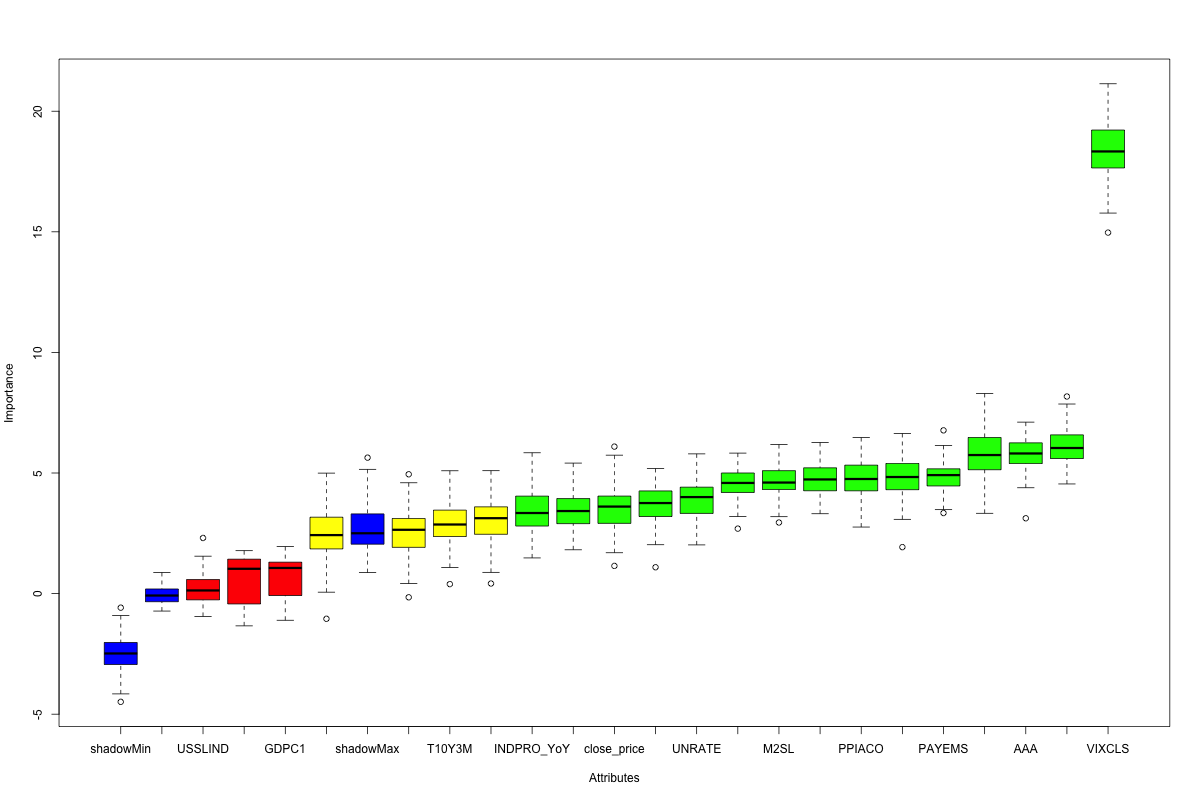 20
15
10
5
0
-5
Importance
shadowMin USSLIND GDPC1 shadowMax T10Y3M INDPRO_YoY close_price UNRATE M2SL PPIACO PAYEMS AAA VIXCLS
Attributes